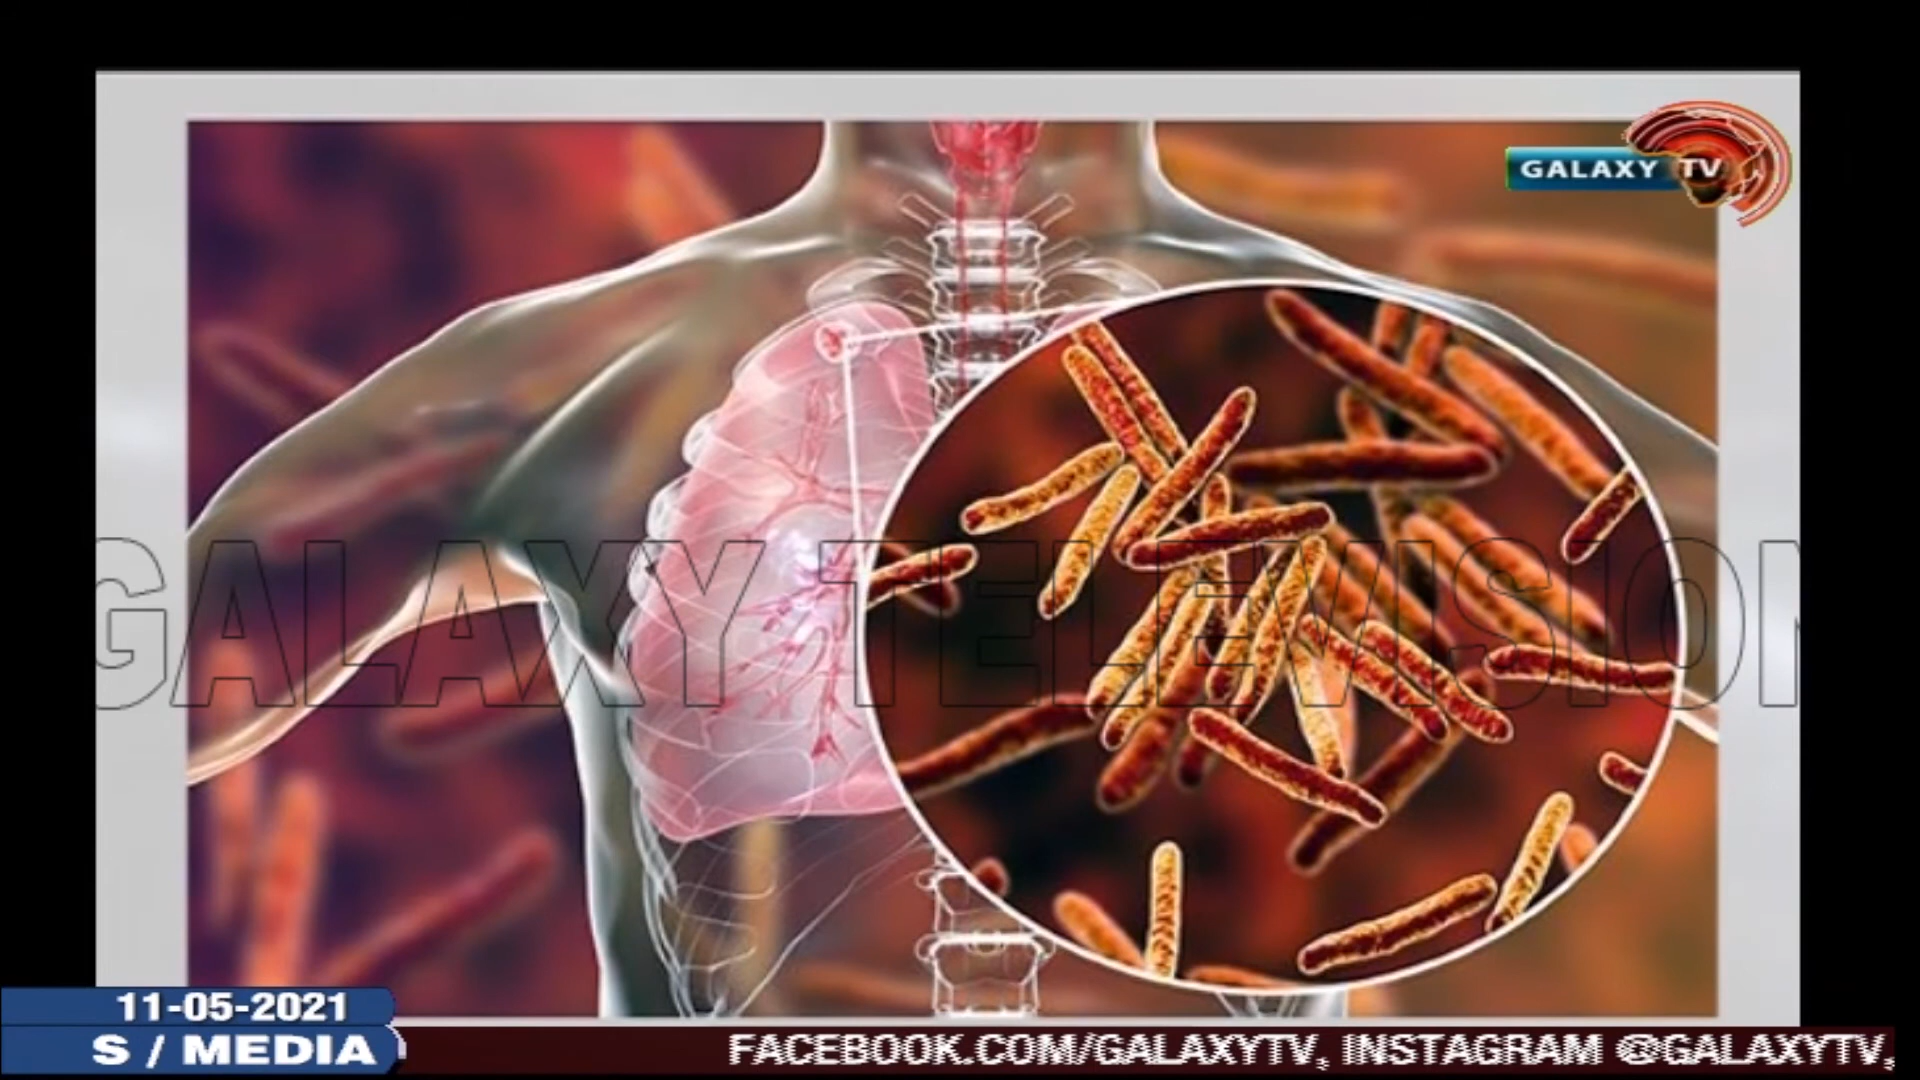 GALAXY TV
GALAXY TELEVISION
11-05-2021
S / MEDIA
FACEBOOK.COM/GALAXYTV, INSTAGRAM @GALAXYTV,